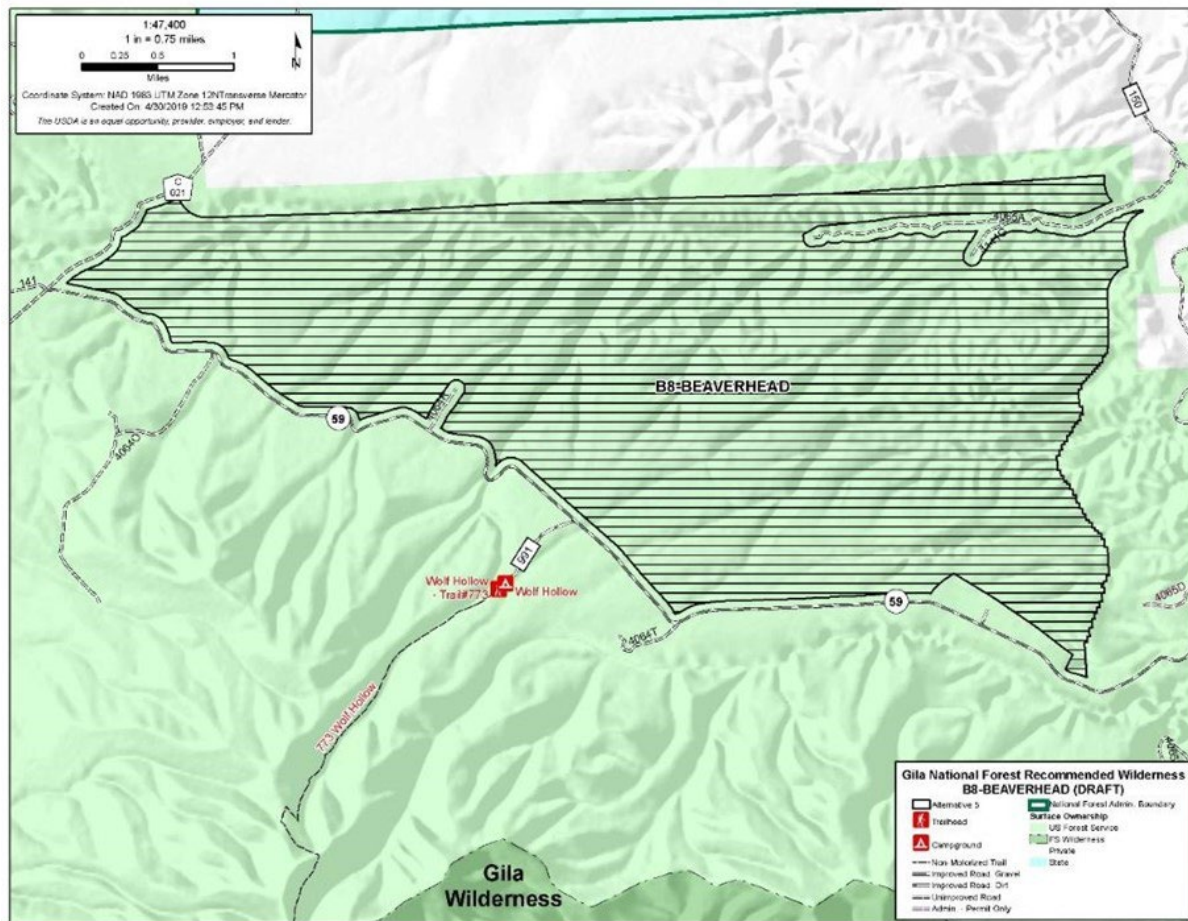 1:47,400
1 in = 0.75 miles
0 0.25 0.5 1
Miles
N
Coordinate System: NAD 1983 UTM Zone 12NTransverse Mercator
Created On: 4/30/2019 12:53:45 PM
The USDA is an equal opportunity, provider, employer, and lender.
150
C
021
141
B8-BEAVERHEAD
59
4064O
991
Wolf Hollow
- Trail#773
Wolf Hollow
59
4064T
4065D
773-Wolf Hollow
Gila
Wilderness
Gila National Forest Recommended Wilderness
B8-BEAVERHEAD (DRAFT)
Alternative 5
National Forest Admin. Boundary
Trailhead
Surface Ownership
US Forest Service
Campground
FS Wilderness
Private
Non-Motorized Trail
State
Improved Road, Gravel
Improved Road, Dirt
Unimproved Road
Admin. - Permit Only